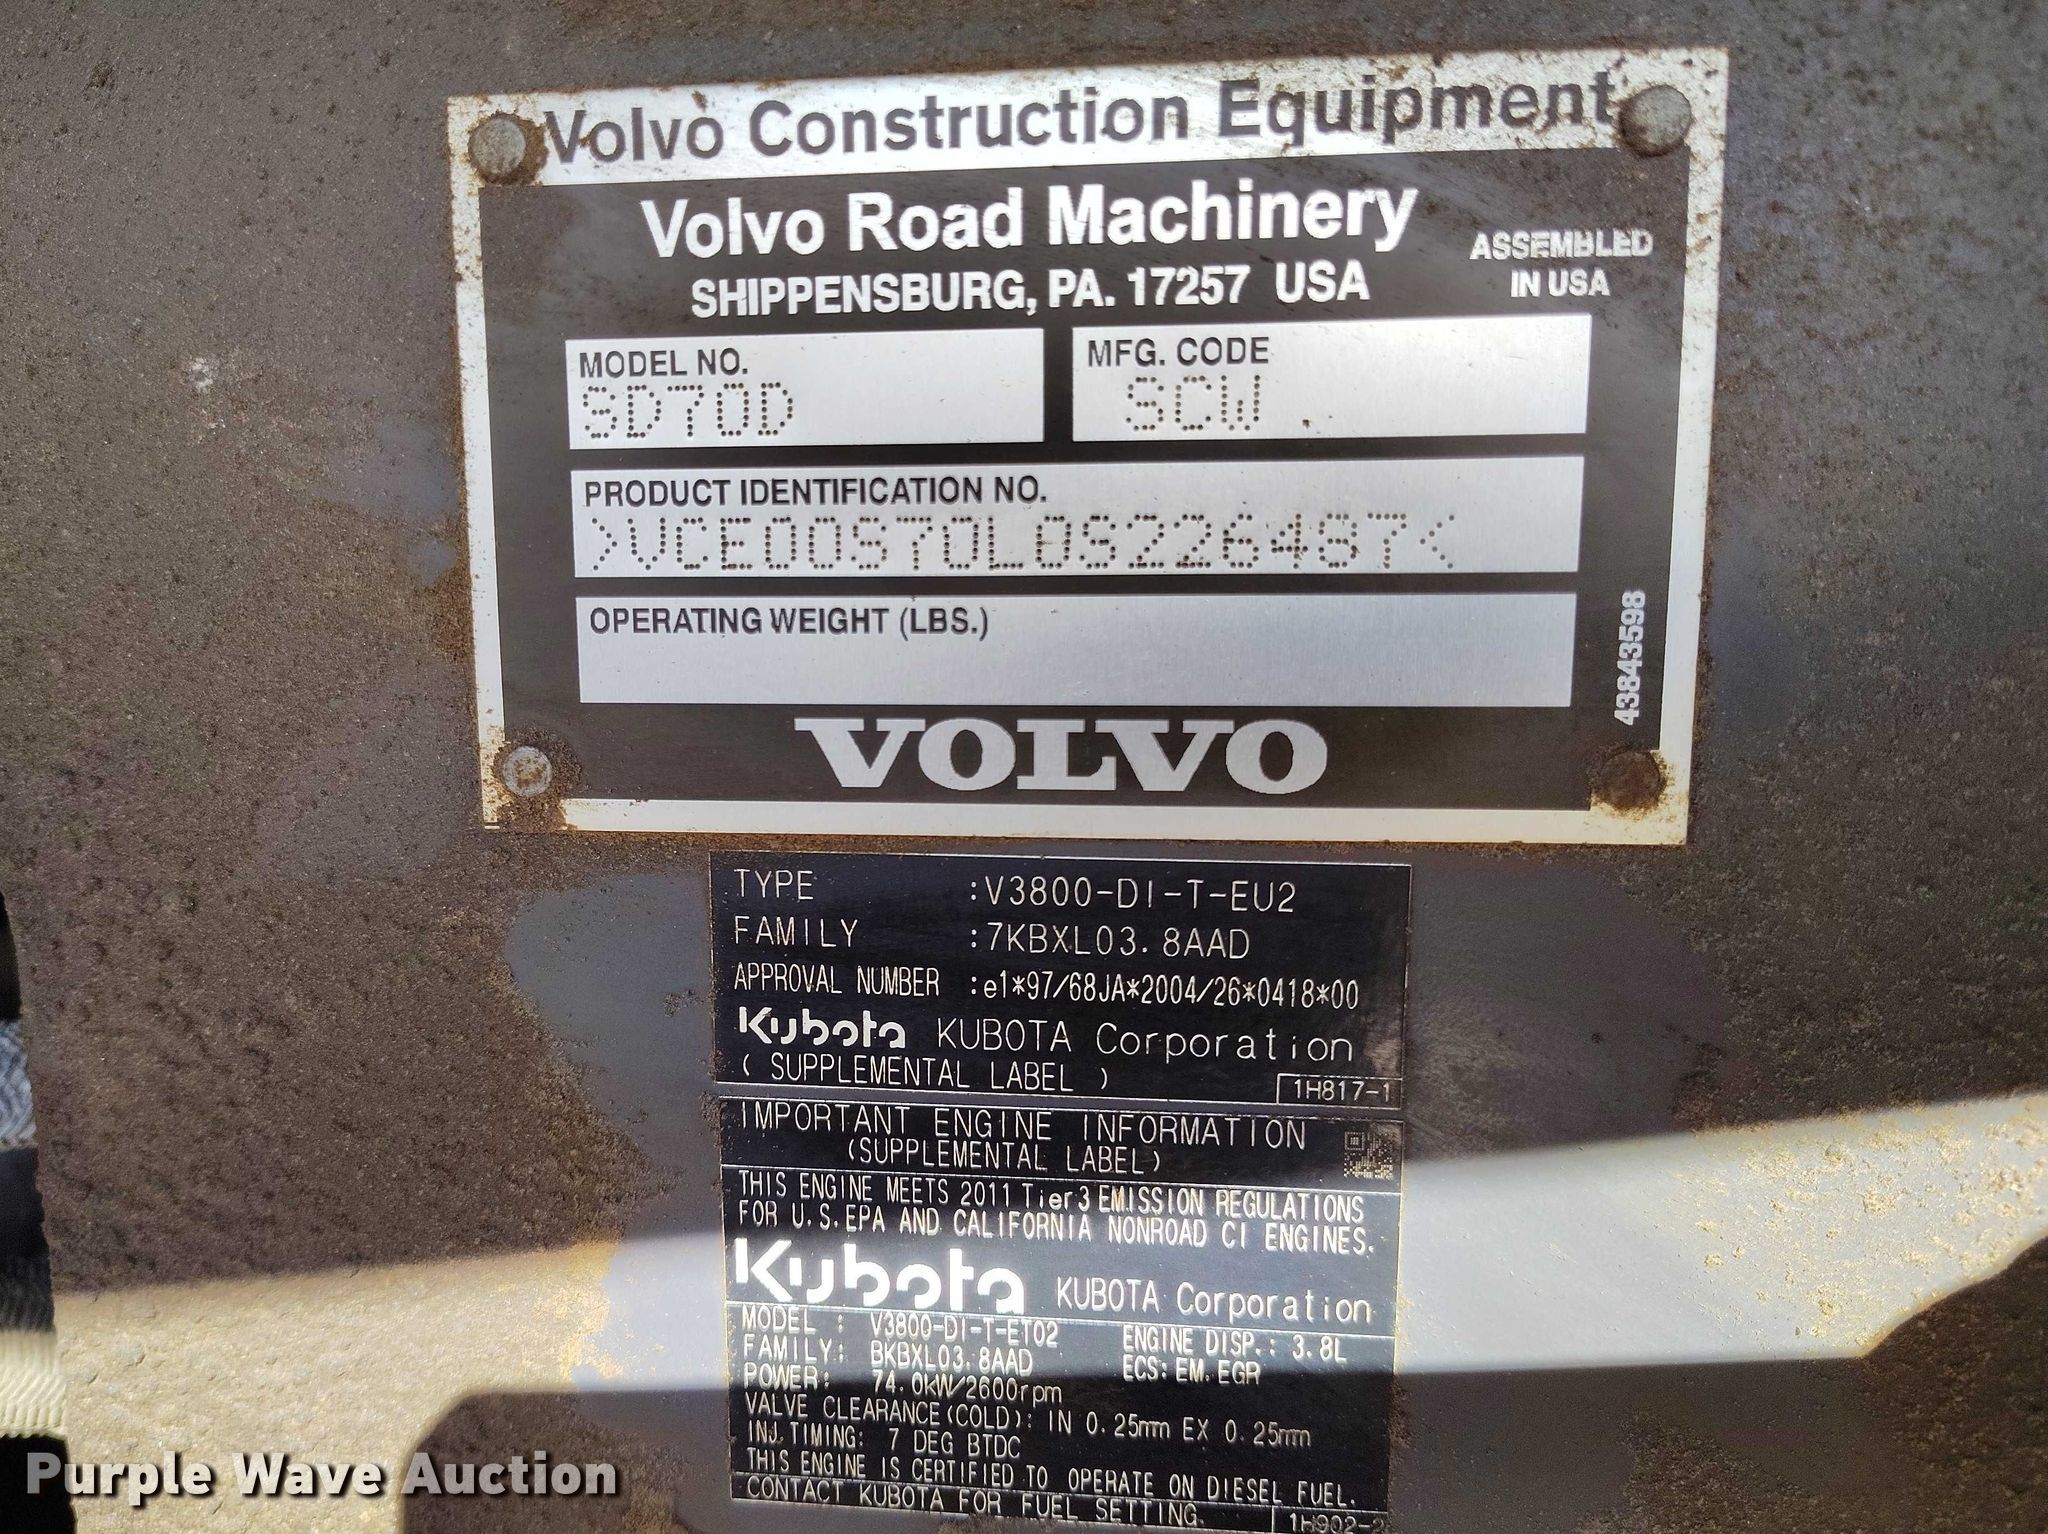 Volvo Construction Equipment
Volvo Road Machinery
SHIPPENSBURG, PA. 17257 USA
ASSEMBLED
IN USA
MODEL NO.
SD70D
MFG. CODE
SCW
PRODUCT IDENTIFICATION NO.
>VCE00S70L0S226487<
OPERATING WEIGHT (LBS.)
43843598
VOLVO
TYPE :V3800-DI-T-EU2
FAMILY :7KBXL03.8AAD
APPROVAL NUMBER :e1*97/68JA*2004/26*0418*00
Kubota KUBOTA Corporation
( SUPPLEMENTAL LABEL )
1H817-1
IMPORTANT ENGINE INFORMATION
(SUPPLEMENTAL LABEL)
THIS ENGINE MEETS 2011 Tier3 EMISSION REGULATIONS
FOR U.S.EPA AND CALIFORNIA NONROAD CI ENGINES.
Kubota KUBOTA Corporation
MODEL : V3800-DI-T-ET02 ENGINE DISP.: 3.8L
FAMILY: BKBXL03.8AAD ECS: EM, EGR
POWER: 74.0kW/2600rpm
VALVE CLEARANCE(COLD): IN 0.25mm EX 0.25mm
INJ.TIMING: 7 DEG BTDC
THIS ENGINE IS CERTIFIED TO OPERATE ON DIESEL FUEL.
CONTACT KUBOTA FOR FUEL SETTING.
1H902-2
Purple Wave Auction